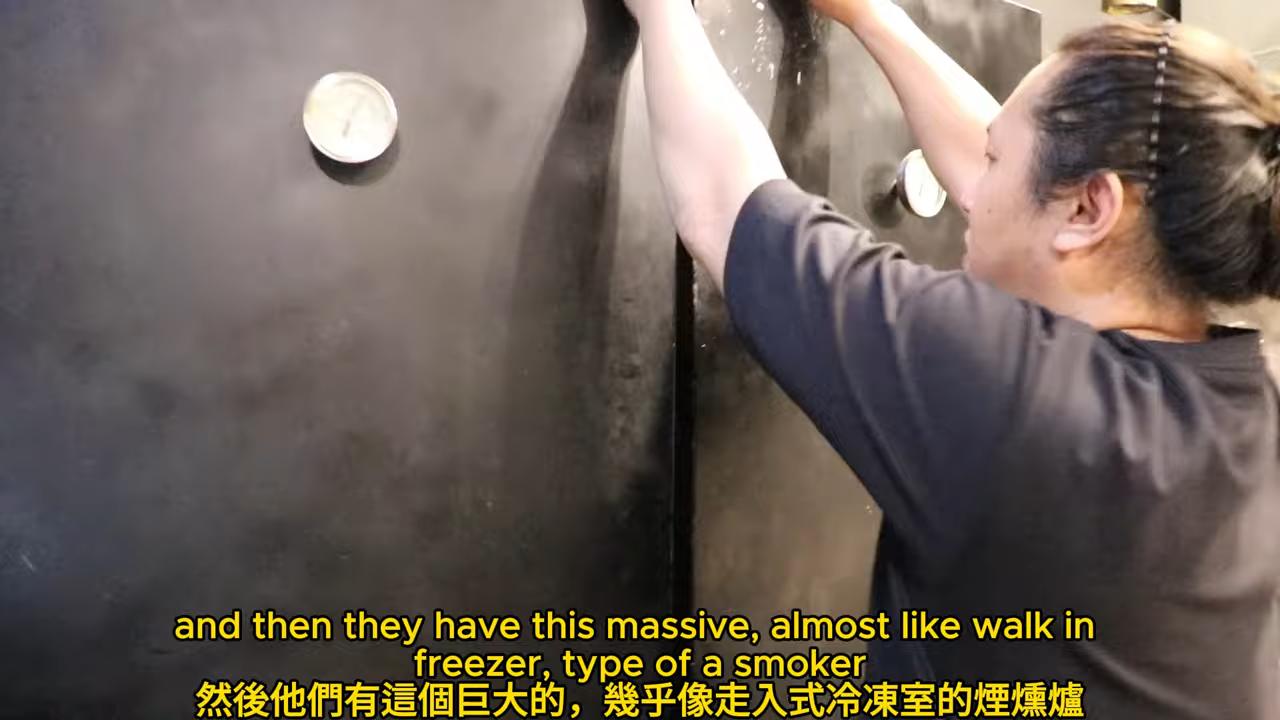 and then they have this massive, almost like walk in
freezer, type of a smoker
然後他們有這個巨大的，幾乎像走入式冷凍室的煙燻爐